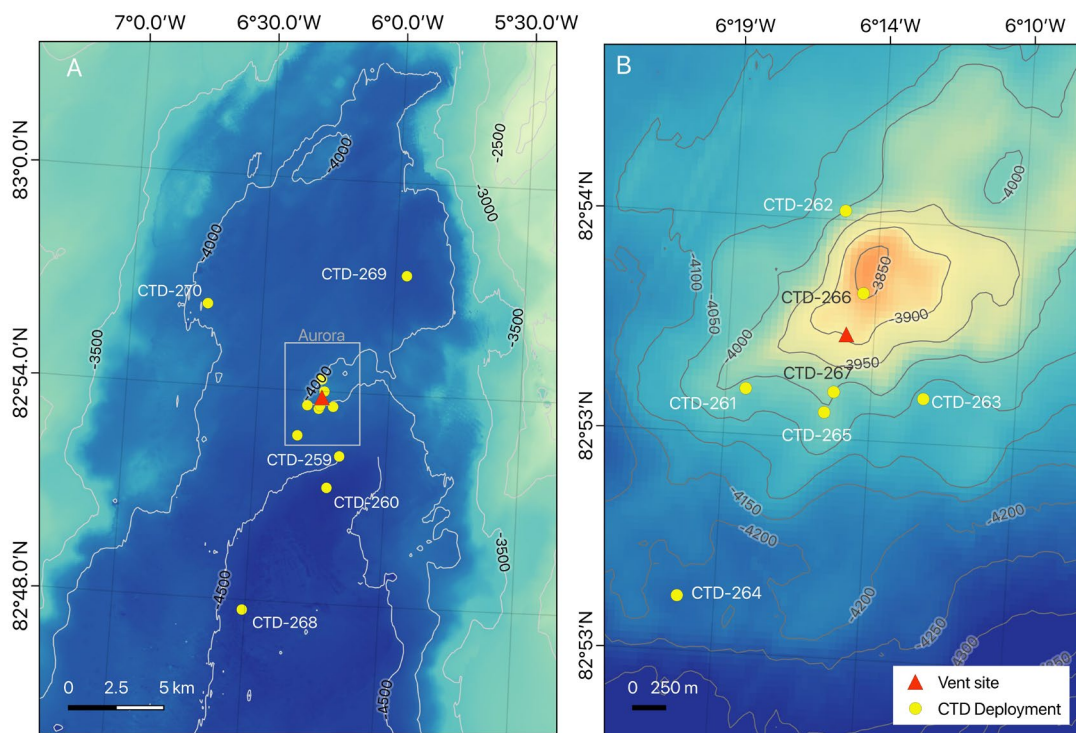 7°0.0'W 6°30.0'W 6°0.0'W 5°30.0'W
A
83°0.0'N
82°54.0'N
82°48.0'N
-2500
-3000
-4000
-4000
CTD-269
CTD-270
-3500
-3500
Aurora
-4000
CTD-259
CTD-260
-3500
-4500
CTD-268
-4500
0 2.5 5 km
6°19'W 6°14'W 6°10'W
B
82°54'N
82°53'N
82°53'N
-4000
CTD-262
-4100
-3850
-4050
CTD-266
-3900
-4000
-3950
CTD-267
CTD-261
CTD-263
CTD-265
-4150
-4200
-4200
CTD-264
-4200
-4250
-4300
0 250 m
Vent site
CTD Deployment